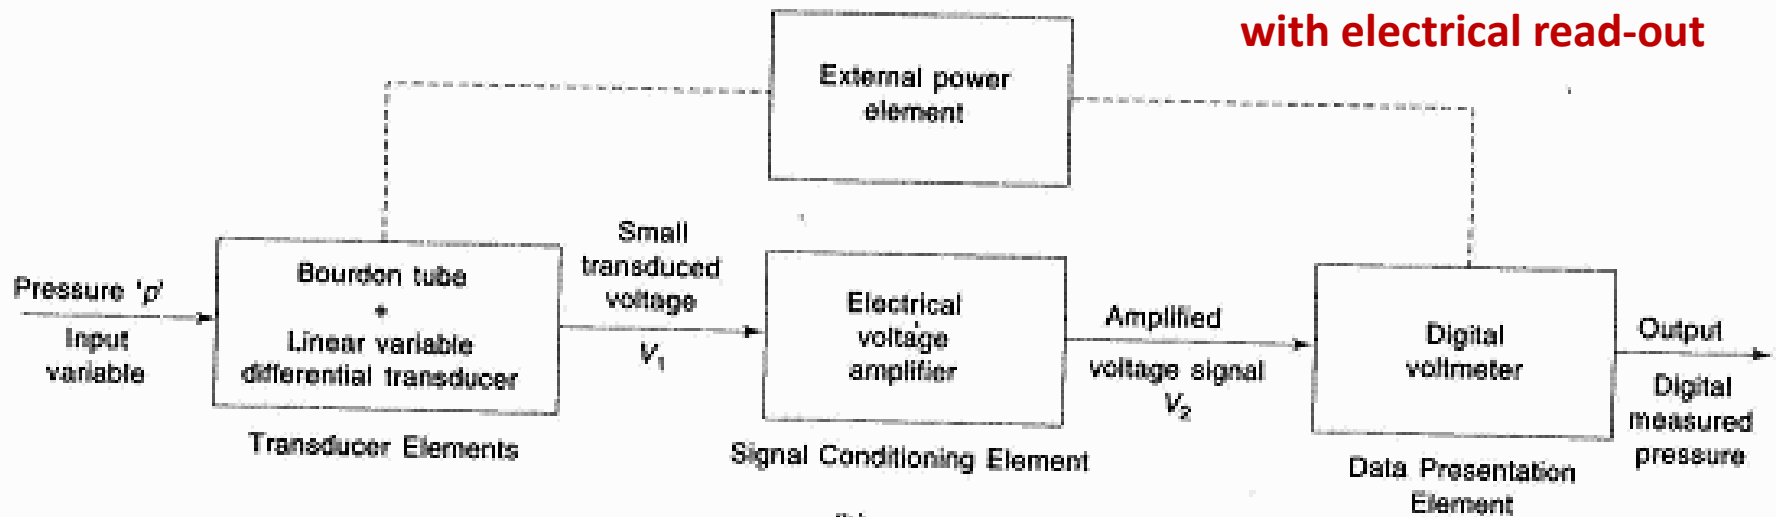 with electrical read-out
External power
element
Pressure 'p'
Input
variable
Bourdon tube
+
Linear variable
differential transducer
Transducer Elements
Small
transduced
voltage
V1
Electrical
voltage
amplifier
Signal Conditioning Element
Amplified
voltage signal
V2
Digital
voltmeter
Data Presentation
Element
Output
Digital
measured
pressure